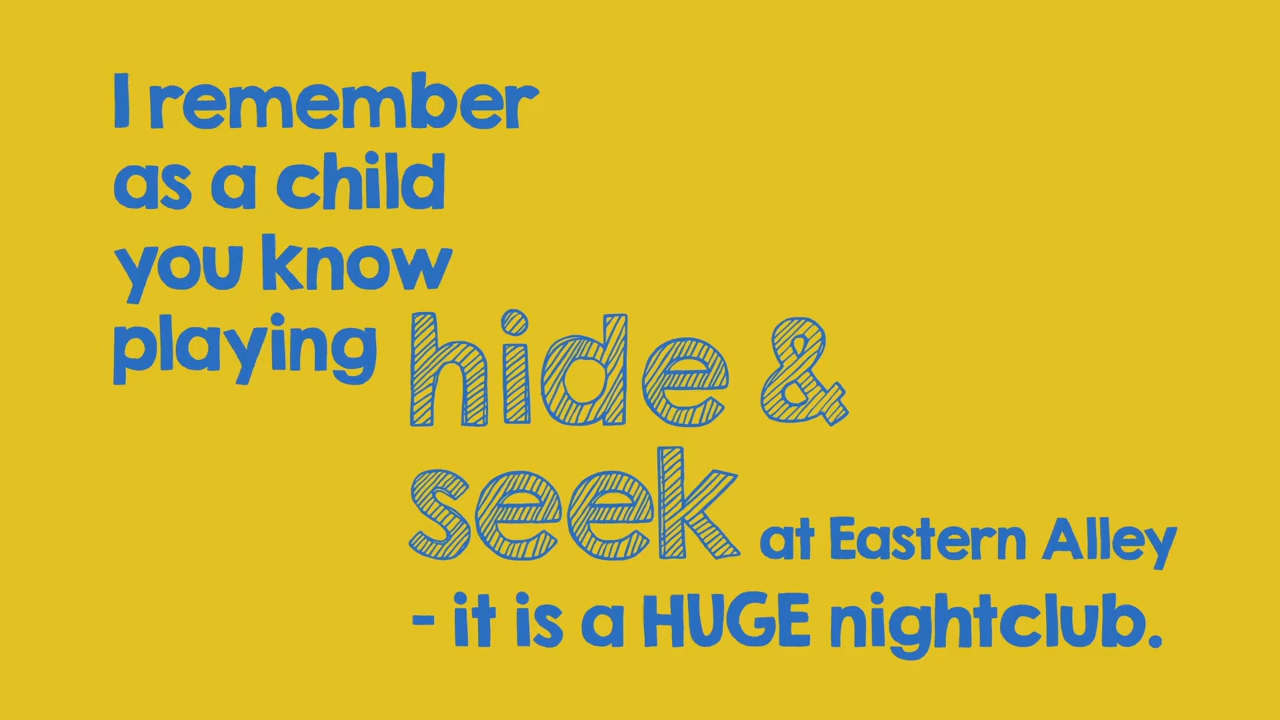 I remember
as a child
you know
playing hide &
seek at Eastern Alley
- it is a HUGE nightclub.